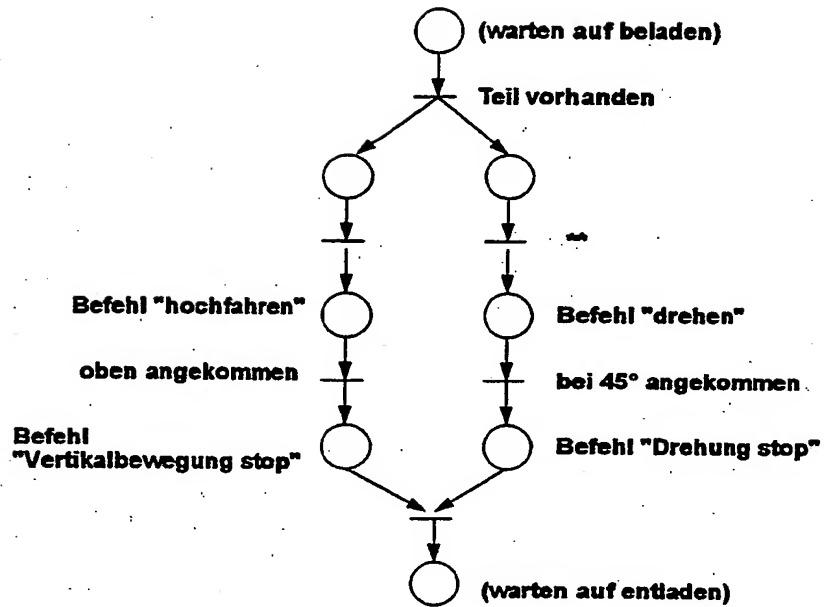 (warten auf beladen)
Teil vorhanden
Befehl "hochfahren"
Befehl "drehen"
oben angekommen
bei 45° angekommen
Befehl
"Vertikalbewegung stop"
Befehl "Drehung stop"
(warten auf entladen)